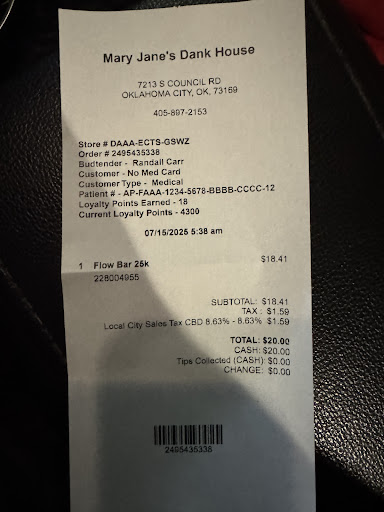 Mary Jane's Dank House
7213 S COUNCIL RD
OKLAHOMA CITY, OK, 73169
405-897-2153
Store # DAAA-ECTS-GSWZ
Order # 2495435338
Budtender - Randall Carr
Customer - No Med Card
Customer Type - Medical
Patient # - AP-FAAA-1234-5678-BBBB-CCCC-12
Loyalty Points Earned - 18
Current Loyalty Points - 4300
07/15/2025 5:38 am
1 Flow Bar 25k $18.41
228004955
SUBTOTAL: $18.41
TAX : $1.59
Local City Sales Tax CBD 8.63% - 8.63% $1.59
TOTAL: $20.00
CASH: $20.00
Tips Collected (CASH): $0.00
CHANGE: $0.00
2495435338